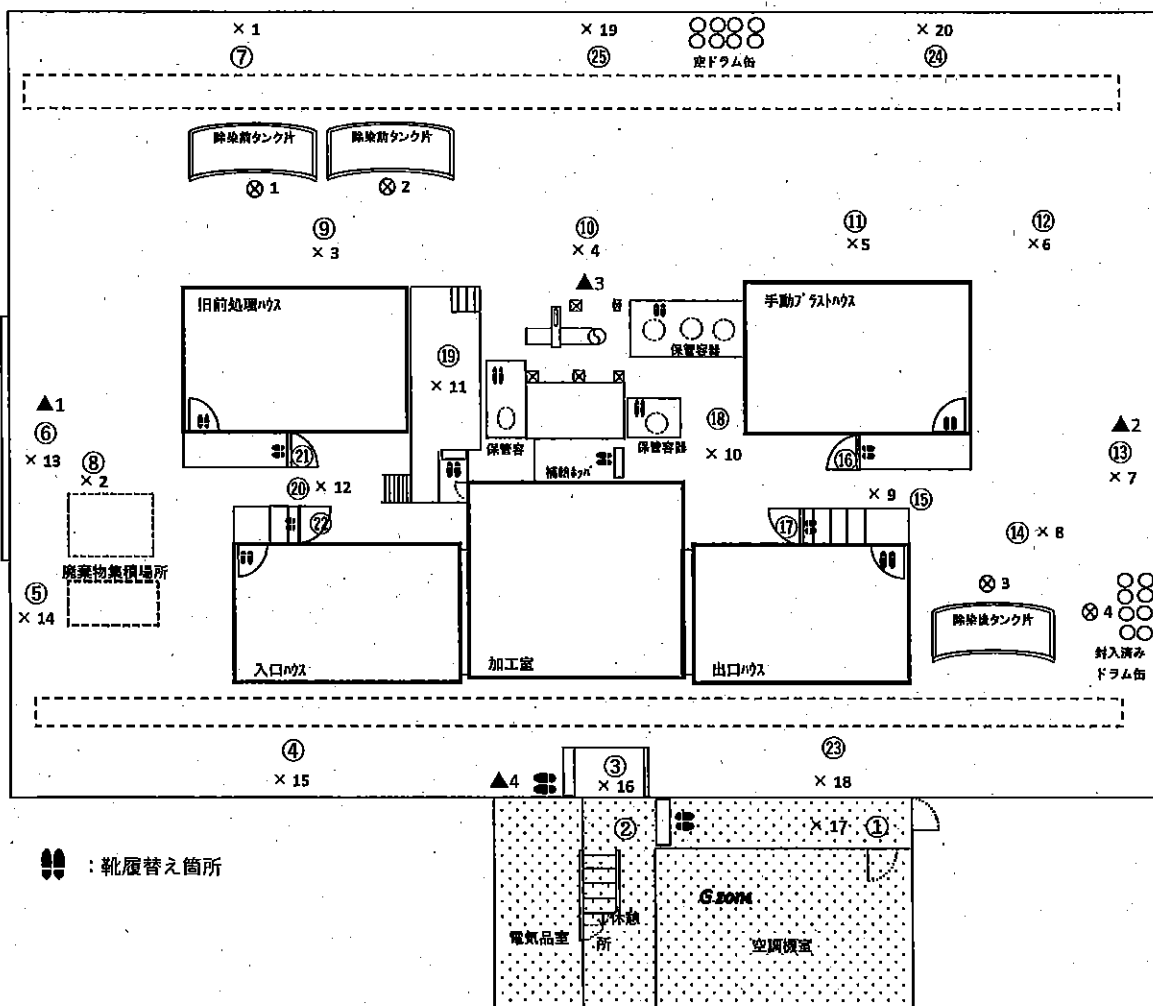 × 1
× 19
× 20
⑦
㉕
空ドラム缶
㉔
除染前タンク片
除染前タンク片
⊗ 1
⊗ 2
⑨
× 3
⑩
× 4
⑪
× 5
⑫
× 6
▲3
旧前処理ハウス
手動ブラストハウス
保管容器
⑲
× 11
▲1
⑥
× 13
⑧
× 2
保管容
保管容器
⑱
× 10
▲2
⑬
× 7
㉑
補助ホッパ
⑯
⑳ × 12
× 9
⑮
㉒
⑰
⑭ × 8
廃棄物集積場所
⑤
× 14
⊗ 3
⊗ 4
除染後タンク片
封入済み
ドラム缶
入口ハウス
加工室
出口ハウス
④
× 15
▲4
③
× 16
㉓
× 18
②
× 17 ①
：靴履替え箇所
G zone
休憩
所
電気品室
空調機室